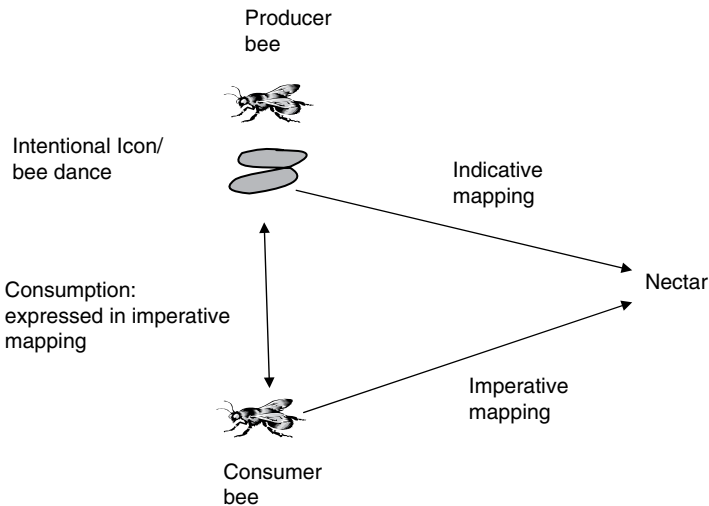 Producer
bee
Intentional Icon/
bee dance
Indicative
mapping
Nectar
Consumption:
expressed in imperative
mapping
Imperative
mapping
Consumer
bee